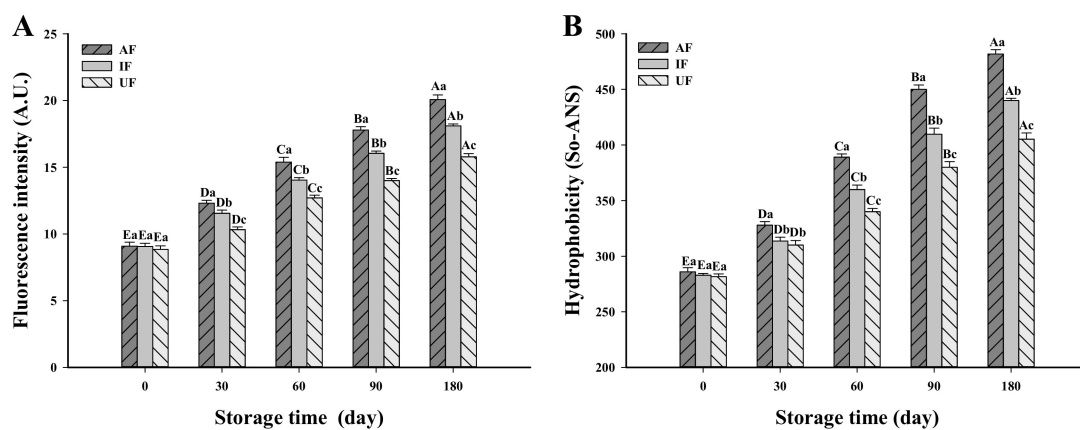 A
Fluorescence intensity (A.U.)
25
20
15
10
5
0
AF
IF
UF
Ea Ea Ea
Da Db Dc
Ca Cb Cc
Ba Bb Bc
Aa Ab Ac
0 30 60 90 180
Storage time (day)
B
Hydrophobicity (So-ANS)
500
450
400
350
300
250
200
AF
IF
UF
Ea Ea Ea
Da Db Db
Ca Cb Cc
Ba Bb Bc
Aa Ab Ac
0 30 60 90 180
Storage time (day)